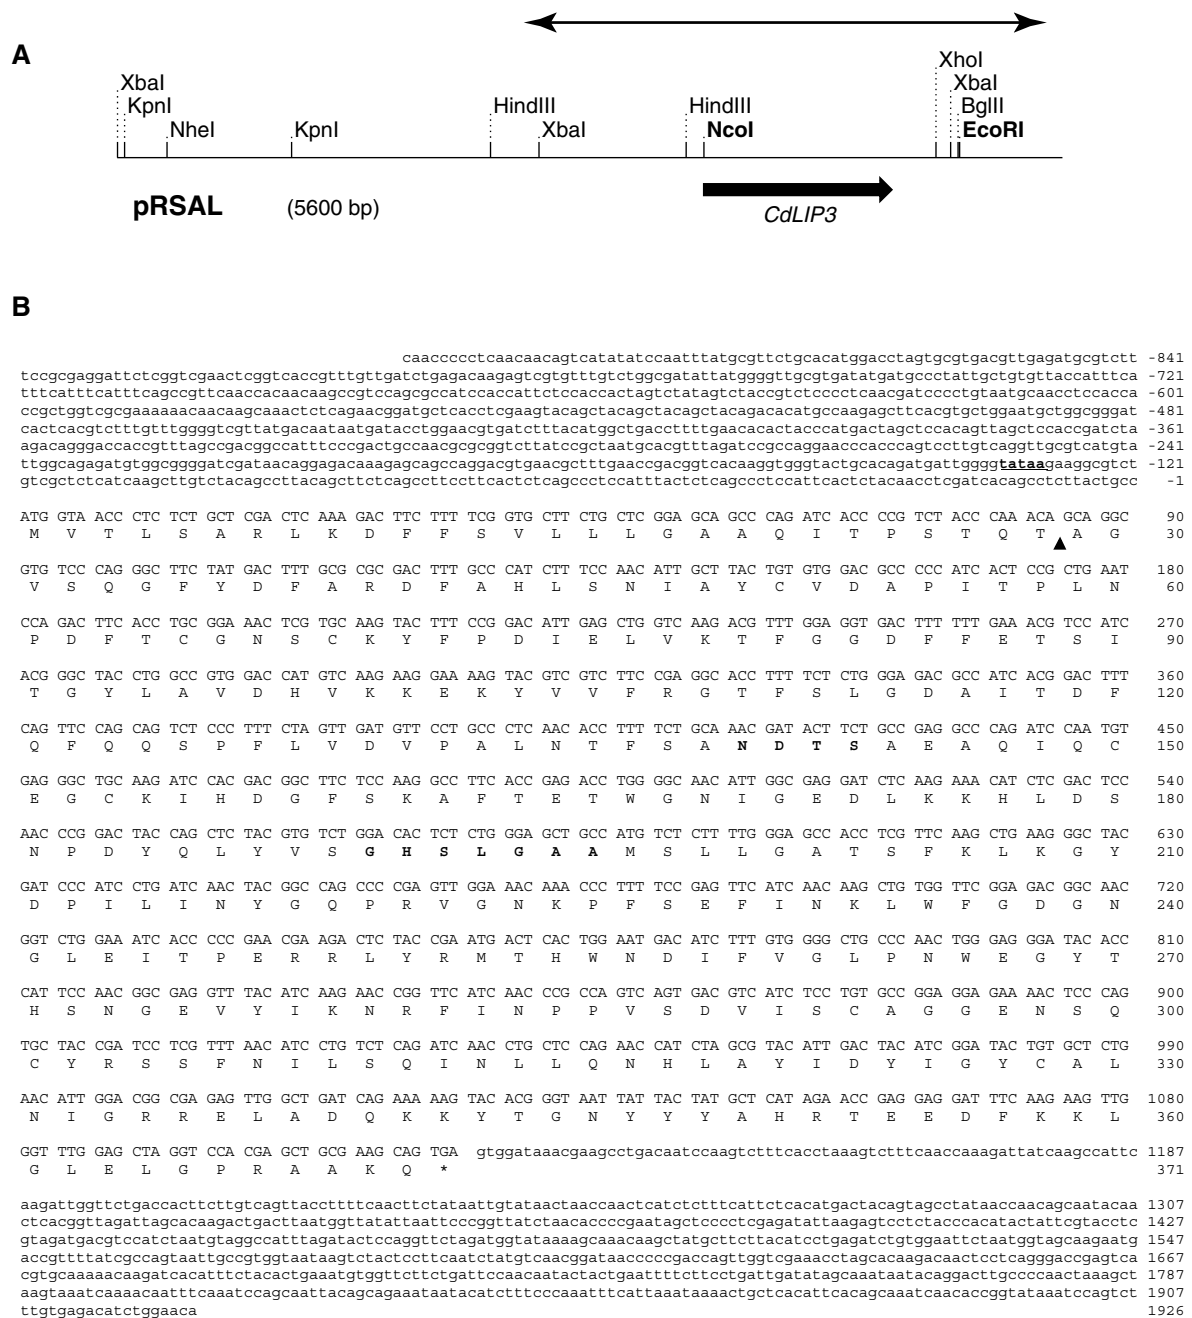 A
XhoI
XbaI
XbaI
KpnI
HindIII
HindIII
BglII
NheI
KpnI
XbaI
NcoI
EcoRI
pRSAL (5600 bp)
CdLIP3
B
caaccccctcaacaacagtcatatatccaatttatgcgttctgcacatggacctagtgcgtgacgttgagatgcgtctt -841
tccgcgaggattctcggtcgaactcggtcaccgtttgttgatctgagacaagagtcgtgtttgtctggcgatattatggggttgcgtgatatgatgccctattgctgtgttaccatttca -721
tttcatttcatttcagccgttcaaccacaacaagccgtccagcgccatccaccattctccaccactagtctatagtctaccgtctcccctcaacgatcccctgtaatgcaacctccacca -601
ccgctggtcgcgaaaaaacaacaagcaaactctcagaacggatgctcacctcgaagtacagctacagctacagctacagacacatgccaagagcttcacgtgctggaatgctggcgggat -481
cactcacgtctttgtttggggtcgttatgacaataatgatacctggaacgtgatctttacatggctgacctttttgaacacactacccatgactagctccacagttagctccaccgatcta -361
agacagggaccaccgtttagccgacggccatttcccgactgccaacgcgcggtcttatccgctaatgcacgtttagatccgccaggaacccacccagtccttgtcaggttgcgtcatgta -241
ttggcagagatgtggcggggatcgataacaggagacaaagagcagccaggacgtgaacgctttgaaccgacggtcacaaggtgggtactgcacagatgattggggtataagaaggcgtct -121
gtcgctctcatcaagcttgtctacagcttctcagccttccttcactctcagccctccatttactctcagccctccattcactctacaacctcgatcacagcctcttactgcc -1
ATG GTA ACC CTC TCT GCT CGA CTC AAA GAC TTC TTT TCG GTG CTT CTG CTC GGA GCA GCC CAG ATC ACC CCG TCT ACC CAA ACA GCA GGC 90
M V T L S A R L K D F F S V L L L G A A Q I T P S T Q T A G 30
GTG TCC CAG GGC TTC TAT GAC TTT GCG CGC GAC TTT GCC CAT CTT TCC AAC ATT GCT TAC TGT GTG GAC GCC CCC ATC ACT CCG CTG AAT 180
V S Q G F Y D F A R D F A H L S N I A Y C V D A P I T P L N 60
CCA GAC TTC ACC TGC GGA AAC TCG TGC AAG TAC TTT CCG GAC ATT GAG CTG GTC AAG ACG TTT GGA GGT GAC TTT TTT GAA ACG TCC ATC 270
P D F T C G N S C K Y F P D I E L V K T F G G D F F E T S I 90
ACG GGC TAC CTG GCC GTG GAC CAT GTC AAG AAG GAA AAG TAC GTC GTC TTC CGA GGC ACC TTT TCT CTG GGA GAC GCC ATC ACG GAC TTT 360
T G Y L A V D H V K K E K Y V V F R G T F S L G D A I T D F 120
CAG TTC CAG CAG TCT CCC TTT CTA GTT GAT GTT CCT GCC CTC AAC ACC TTT TCT GCA AAC GAT ACT TCT GCC GAG GCC CAG ATC CAA TGT 450
Q F Q Q S P F L V D V P A L N T F S A N D T S A E A Q I Q C 150
GAG GGC TGC AAG ATC CAC GAC GGC TTC TCC AAG GCC TTC ACC GAG ACC TGG GGC AAC ATT GGC GAG GAT CTC AAG AAA CAT CTC GAC TCC 540
E G C K I H D G F S K A F T E T W G N I G E D L K K H L D S 180
AAC CCG GAC TAC CAG CTC TAC GTG TCT GGA CAC TCT CTG GGA GCT GCC ATG TCT CTT TTG GGA GCC ACC TCG TTC AAG CTG AAG GGC TAC 630
N P D Y Q L Y V S G H S L G A A M S L L G A T S F K L K G Y 210
GAT CCC ATC CTG ATC AAC TAC GGC CAG CCC CGA GTT GGA AAC AAA CCC TTT TCC GAG TTC ATC AAC AAG CTG TGG TTC GGA GAC GGC AAC 720
D P I L I N Y G Q P R V G N K P F S E F I N K L W F G D G N 240
GGT CTG GAA ATC ACC CCC GAA CGA AGA CTC TAC CGA ATG ACT CAC TGG AAT GAC ATC TTT GTG GGG CTG CCC AAC TGG GAG GGA TAC ACC 810
G L E I T P E R R L Y R M T H W N D I F V G L P N W E G Y T 270
CAT TCC AAC GGC GAG GTT TAC ATC AAG AAC CGG TTC ATC AAC CCG CCA GTC AGT GAC GTC ATC TCC TGT GCC GGA GGA GAA AAC TCC CAG 900
H S N G E V Y I K N R F I N P P V S D V I S C A G G E N S Q 300
TGC TAC CGA TCC TCG TTT AAC ATC CTG TCT CAG ATC AAC CTG CTC CAG AAC CAT CTA GCG TAC ATT GAC TAC ATC GGA TAC TGT GCT CTG 990
C Y R S S F N I L S Q I N L L Q N H L A Y I D Y I G Y C A L 330
AAC ATT GGA CGG CGA GAG TTG GCT GAT CAG AAA AAG TAC ACG GGT AAT TAT TAC TAT GCT CAT AGA ACC GAG GAG GAT TTC AAG AAG TTG 1080
N I G R R E L A D Q K K Y T G N Y Y Y A H R T E E D F K K L 360
GGT TTG GAG CTA GGT CCA CGA GCT GCG AAG CAG TGA gtggataaacgaagcctgacaatccaagtctttcacctaaagtctttcaaccaaagattatcaagccattc 1187
G L E L G P R A A K Q * 371
aagattggttctgaccacttcttgtcagttaccttttcaacttctataattgtataactaaccaactcatctctttcattctcacatgactacagtagcctataaccaacagcaatacaa 1307
ctcacggttagattagcacaagactgacttaatggttatattaattcccggttatctaacaccccgaatagctcccctcgagatattaagagtcctctacccacatactattcgtacctc 1427
gtagatgacgtccatctaatgtaggccatttagatactccaggttctagatggtataaaagcaaacaagctatgcttcttacatcctgagatctgtggaattctaatggtagcaagaatg 1547
accgttttatcgccagtaattgccgtggtaataagtctactccttcaatctatgtcaacggataacccccgaccagttggtcgaaacctagcacaagacaactcctcagggaccgagtca 1667
cgtgcaaaaacaagatcacatttctacactgaaatgtggttcttctgattccaacaatactactgaattttcttcctgattgatatagcaaataatacaggacttgccccaactaaagct 1787
aagtaaatcaaaacaatttcaaatccagcaattacagcagaaataatacatctttcccaaatttcattaaataaaactgctcacattcacagcaaatcaacaccggtataaatccagtct 1907
ttgtgagacatctggaaca 1926